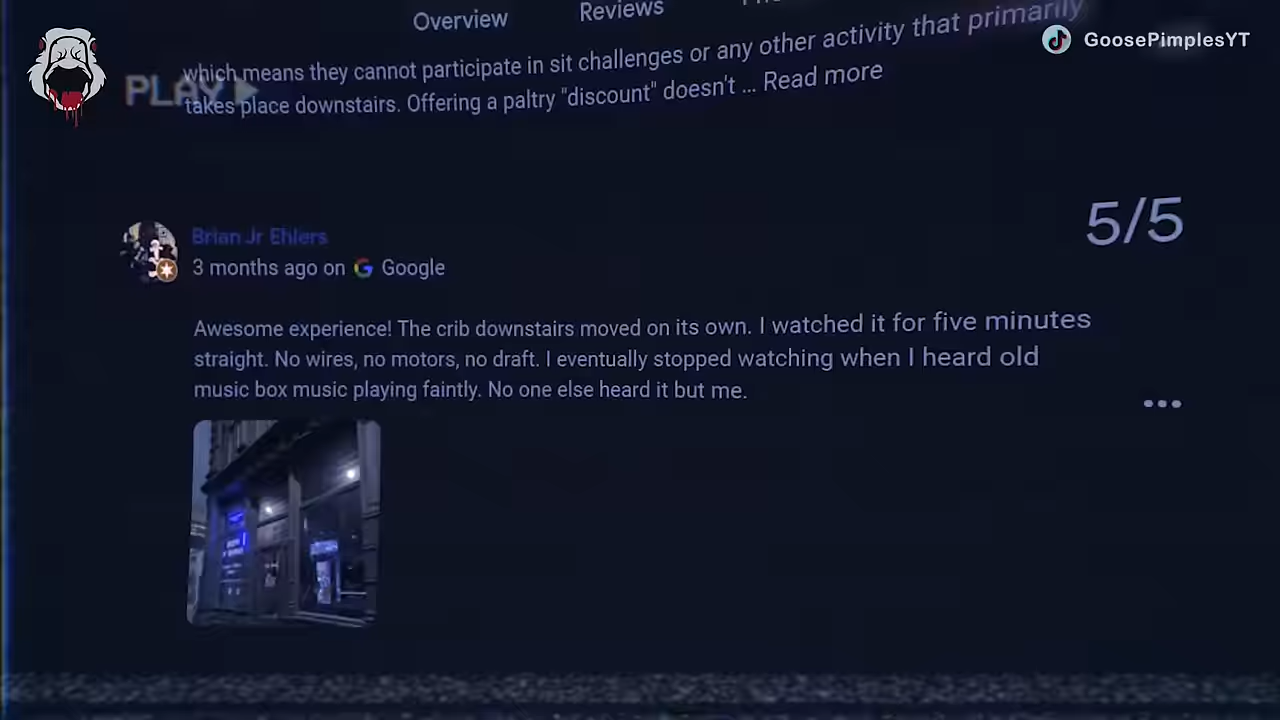 Overview
Reviews
GoosePimplesYT
PLAY
which means they cannot participate in sit challenges or any other activity that primarily
takes place downstairs. Offering a paltry "discount" doesn't ... Read more
5/5
Brian Jr Ehlers
3 months ago on Google
Awesome experience! The crib downstairs moved on its own. I watched it for five minutes
straight. No wires, no motors, no draft. I eventually stopped watching when I heard old
music box music playing faintly. No one else heard it but me.